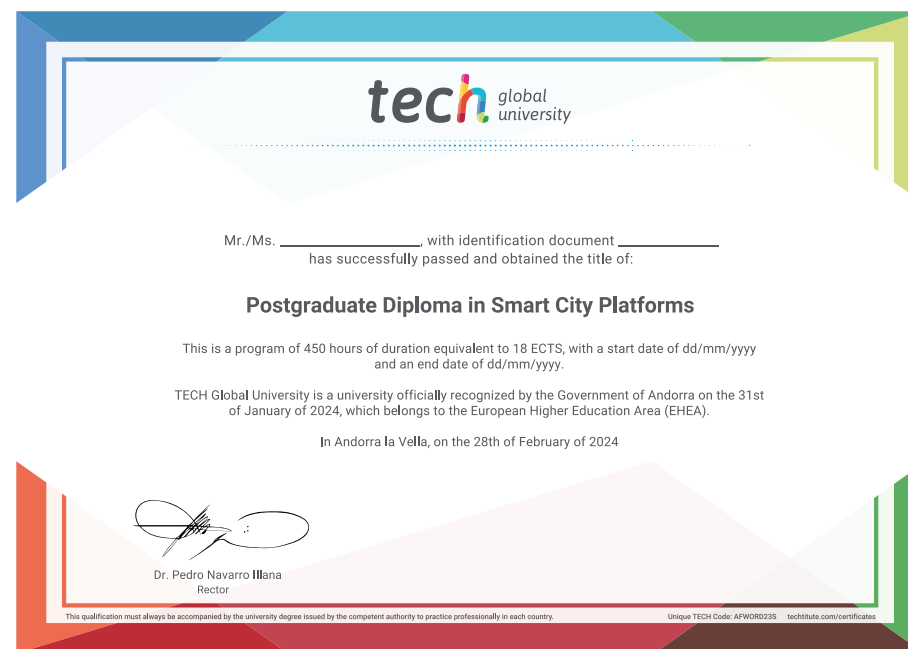 tech global
university
Mr./Ms. ____________, with identification document ____________
has successfully passed and obtained the title of:
Postgraduate Diploma in Smart City Platforms
This is a program of 450 hours of duration equivalent to 18 ECTS, with a start date of dd/mm/yyyy
and an end date of dd/mm/yyyy.
TECH Global University is a university officially recognized by the Government of Andorra on the 31st
of January of 2024, which belongs to the European Higher Education Area (EHEA).
In Andorra la Vella, on the 28th of February of 2024
Dr. Pedro Navarro Illana
Rector
This qualification must always be accompanied by the university degree issued by the competent authority to practice professionally in each country.
Unique TECH Code: AFWORD23S techtitute.com/certificates